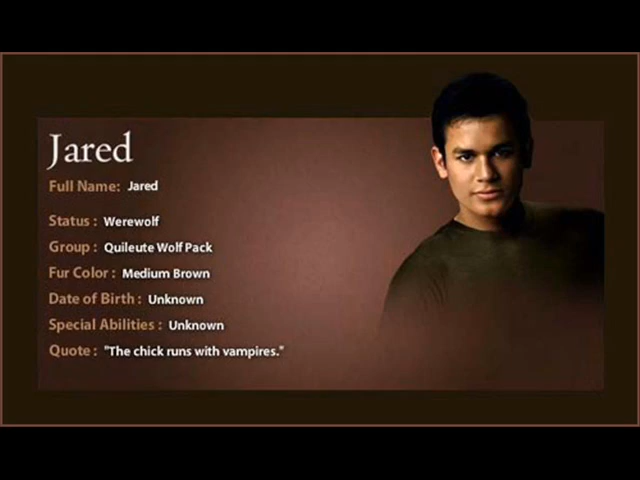 Jared
Full Name: Jared
Status : Werewolf
Group : Quileute Wolf Pack
Fur Color : Medium Brown
Date of Birth : Unknown
Special Abilities : Unknown
Quote : "The chick runs with vampires."